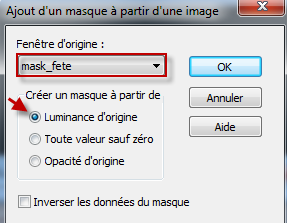 Ajout d'un masque à partir d'une image
Fenêtre d'origine :
mask_fete
OK
Créer un masque à partir de
Annuler
Luminance d'origine
Toute valeur sauf zéro
Aide
Opacité d'origine
Inverser les données du masque